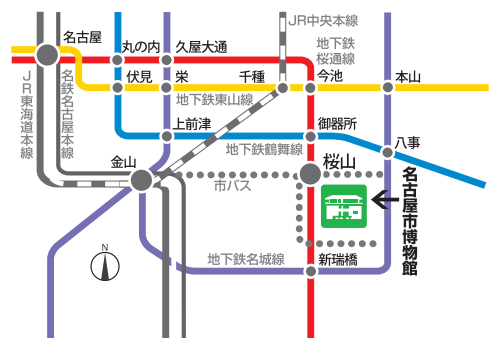 JR中央本線
名古屋
丸の内
久屋大通
地下鉄
桜通線
伏見
栄
千種
今池
本山
地下鉄東山線
JR東海道本線
名鉄名古屋本線
上前津
御器所
地下鉄鶴舞線
八事
金山
桜山
市バス
名古屋市博物館
N
地下鉄名城線
新瑞橋